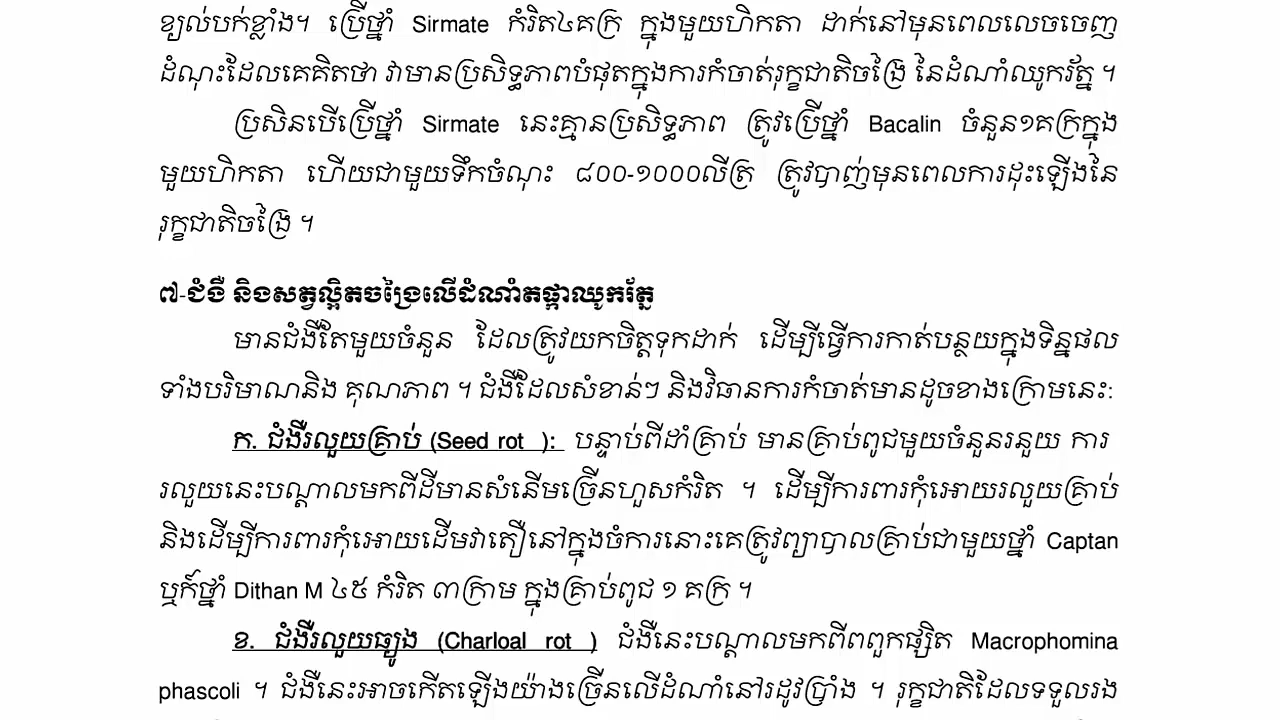 ខ្យល់បក់ខ្លាំង។ ប្រើថ្នាំ Sirmate កំរិត៤គក្រ ក្នុងមួយហិកតា ដាក់នៅមុនពេលលេចចេញ
ដំណុះដែលគេគិតថា វាមានប្រសិទ្ធភាពបំផុតក្នុងការកំចាត់រុក្ខជាតិចង្រៃ នៃដំណាំឈូករ័ត្ន ។
ប្រសិនបើប្រើថ្នាំ Sirmate នេះគ្មានប្រសិទ្ធភាព ត្រូវប្រើថ្នាំ Bacalin ចំនួន១គក្រក្នុង
មួយហិកតា ហើយជាមួយទឹកចំណុះ ៨០០-១០០០លីត្រ ត្រូវបាញ់មុនពេលការដុះឡើងនៃ
រុក្ខជាតិចង្រៃ ។
៧-ជំងឺ និងសត្វល្អិតចង្រៃលើដំណាំតផ្កាឈូករ័ត្ន
មានជំងឺតែមួយចំនួន ដែលត្រូវយកចិត្តទុកដាក់ ដើម្បីធ្វើការកាត់បន្ថយក្នុងទិន្នផល
ទាំងបរិមាណនិង គុណភាព ។ ជំងឺដែលសំខាន់ៗ និងវិធានការកំចាត់មានដូចខាងក្រោមនេះ:
ក. ជំងឺរលួយគ្រាប់ (Seed rot ): បន្ទាប់ពីដាំគ្រាប់ មានគ្រាប់ពូជមួយចំនួនរនួយ ការ
រលួយនេះបណ្តាលមកពីដីមានសំនើមច្រើនហួសកំរិត ។ ដើម្បីការពារកុំអោយរលួយគ្រាប់
និងដើម្បីការពារកុំអោយដើមវាតឿនៅក្នុងចំការនោះគេត្រូវព្យាបាលគ្រាប់ជាមួយថ្នាំ Captan
ឬក៍ថ្នាំ Dithan M ៤៥ កំរិត ៣ក្រាម ក្នុងគ្រាប់ពូជ ១ គក្រ ។
ខ. ជំងឺរលួយធ្យូង (Charloal rot ) ជំងឺនេះបណ្តាលមកពីពពួកផ្សិត Macrophomina
phascoli ។ ជំងឺនេះអាចកើតឡើងយ៉ាងច្រើនលើដំណាំនៅរដូវប្រាំង ។ រុក្ខជាតិដែលទទួលរង